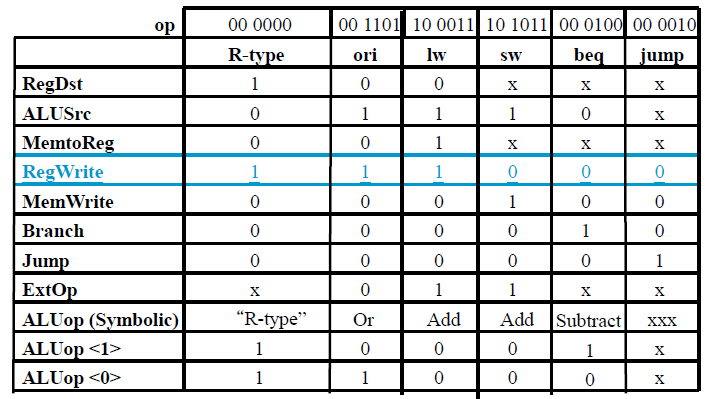 op 00 0000 00 1101 10 0011 10 1011 00 0100 00 0010
R-type ori lw sw beq jump
RegDst 1 0 0 x x x
ALUSrc 0 1 1 1 0 x
MemtoReg 0 0 1 x x x
RegWrite 1 1 1 0 0 0
MemWrite 0 0 0 1 0 0
Branch 0 0 0 0 1 0
Jump 0 0 0 0 0 1
ExtOp x 0 1 1 x x
ALUop (Symbolic) “R-type” Or Add Add Subtract xxx
ALUop <1> 1 0 0 0 1 x
ALUop <0> 1 1 0 0 0 x